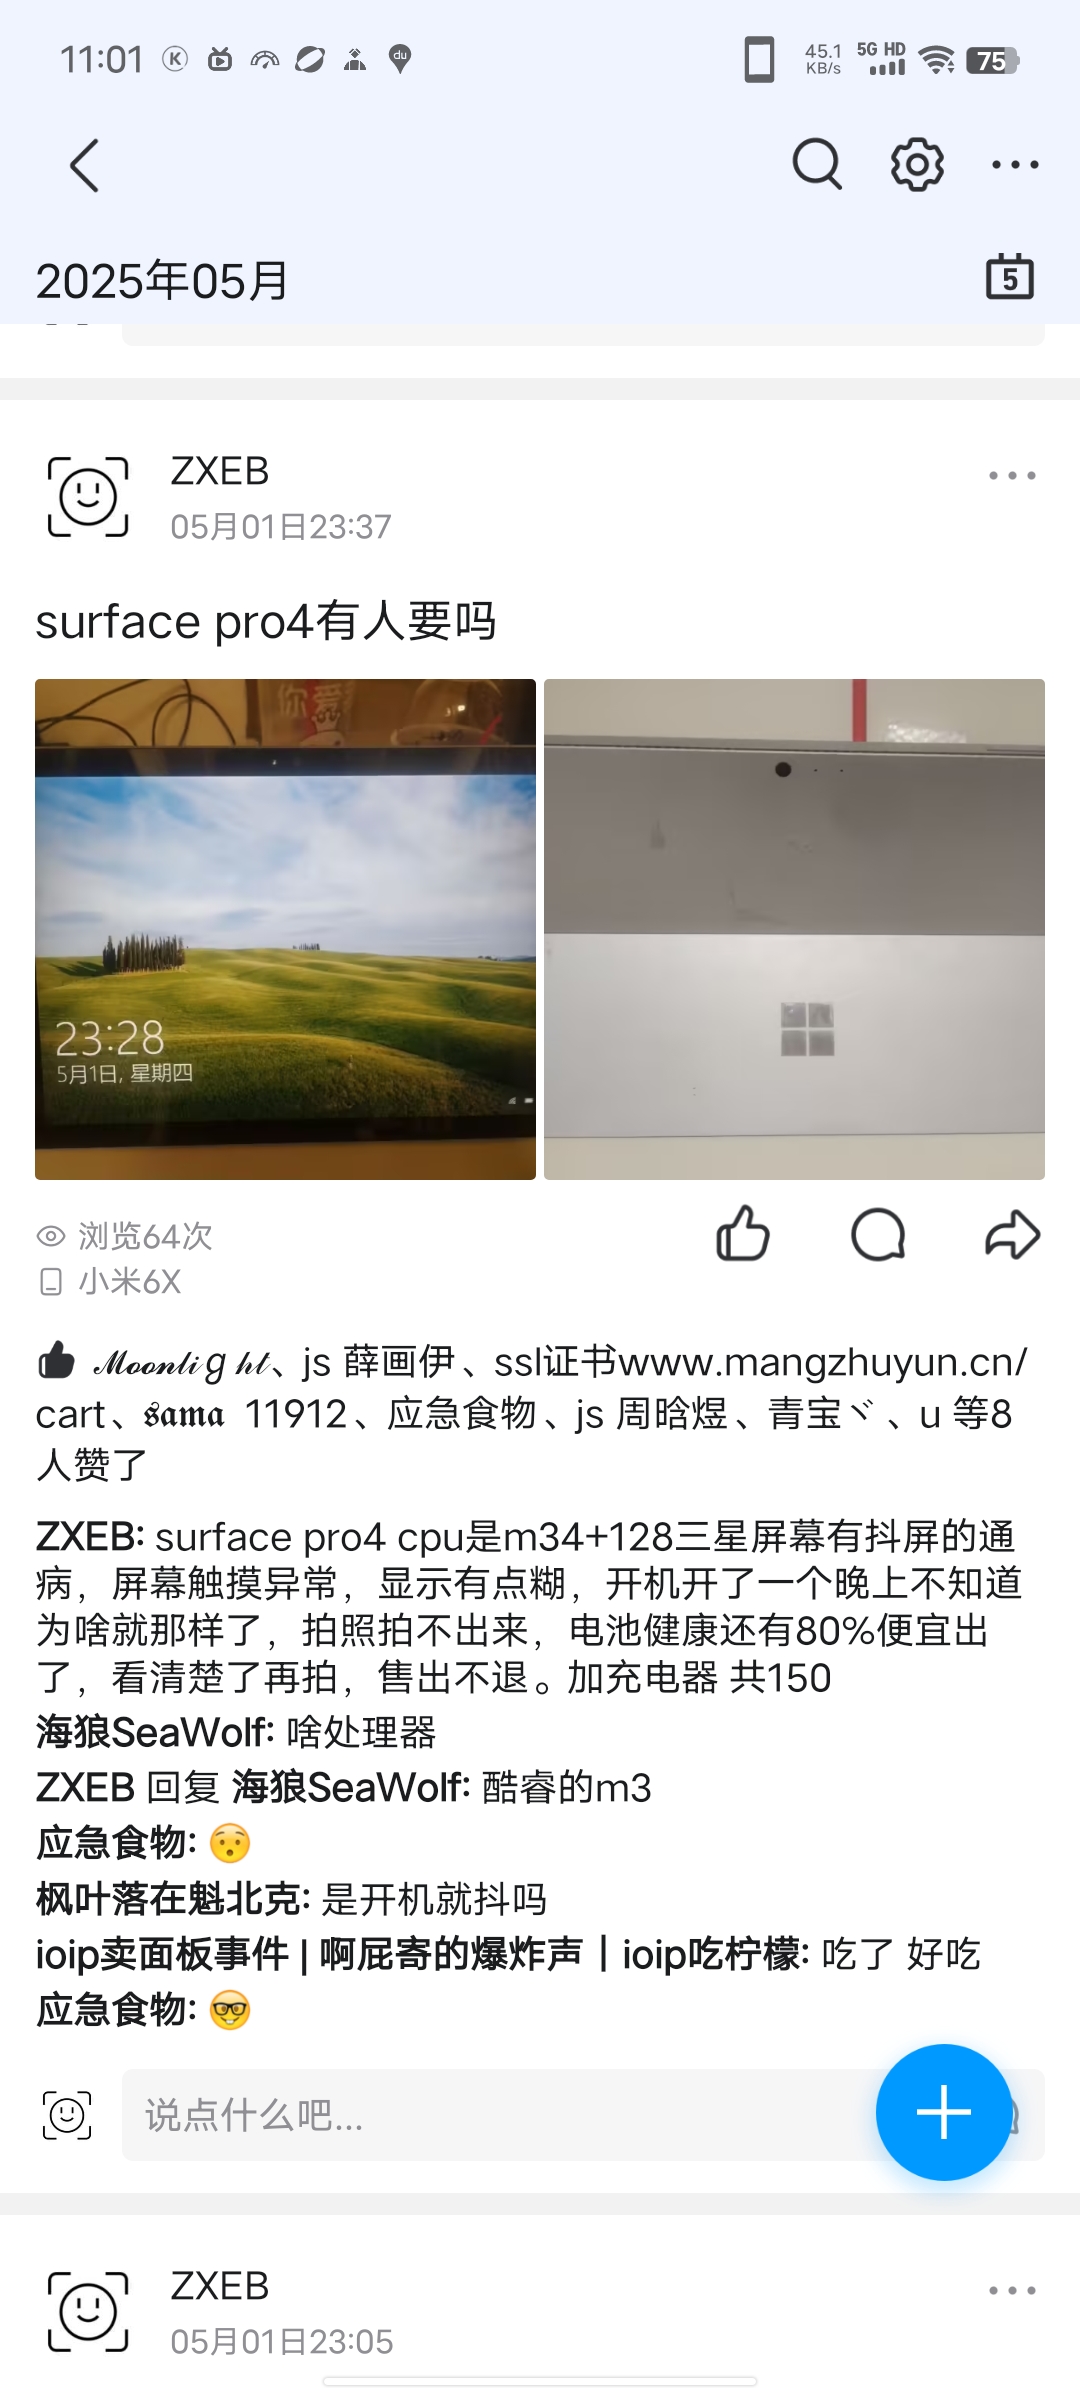 11:01
K
du
45.1
KB/s
5G HD
75
2025年05月
5
ZXEB
05月01日23:37
surface pro4有人要吗
你
23:28
5月1日, 星期四
浏览64次
小米6X
𝓜𝓸𝓸𝓷𝓵𝓲ℊ 𝓱𝓽、js 薛画伊、ssl证书www.mangzhuyun.cn/
cart、𝖘𝖆𝖒𝖆 11912、应急食物、js 周晗煜、青宝ヾ、u 等8
人赞了
ZXEB: surface pro4 cpu是m34+128三星屏幕有抖屏的通
病，屏幕触摸异常，显示有点糊，开机开了一个晚上不知道
为啥就那样了，拍照拍不出来，电池健康还有80%便宜出
了，看清楚了再拍，售出不退。加充电器 共150
海狼SeaWolf: 啥处理器
ZXEB 回复 海狼SeaWolf: 酷睿的m3
应急食物: 😯
枫叶落在魁北克: 是开机就抖吗
ioip卖面板事件 | 啊屁寄的爆炸声｜ioip吃柠檬: 吃了 好吃
应急食物: 🤓
说点什么吧...
ZXEB
05月01日23:05